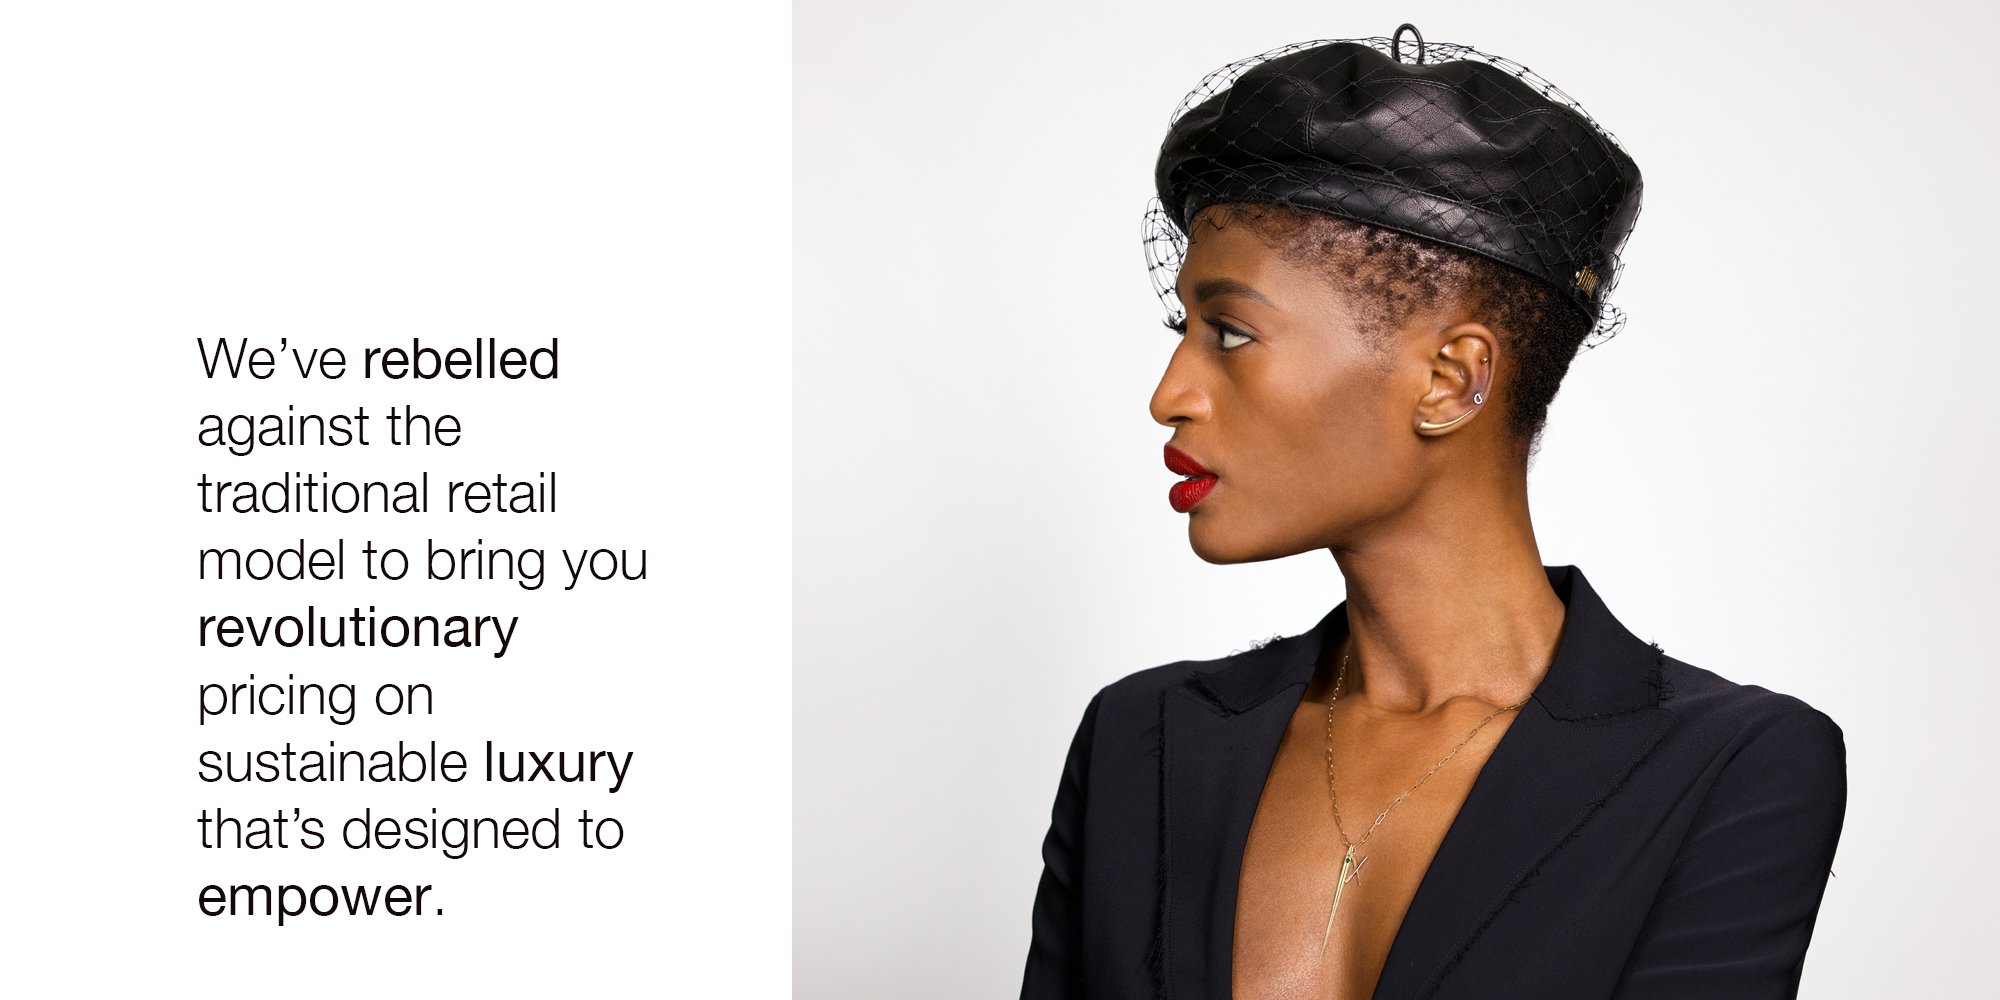 We’ve rebelled
against the
traditional retail
model to bring you
revolutionary
pricing on
sustainable luxury
that’s designed to
empower.